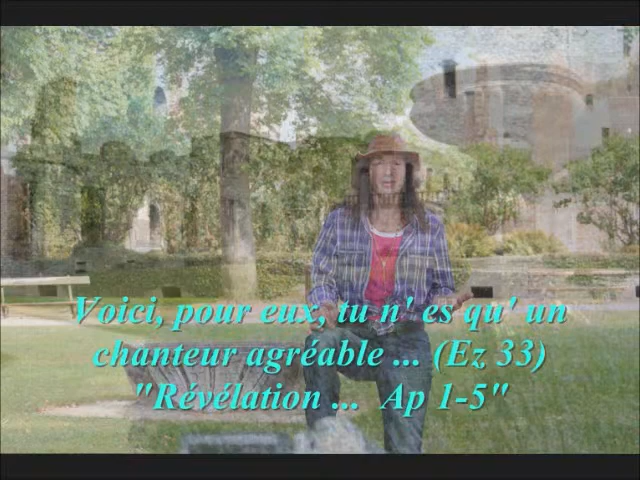 Voici, pour eux, tu n' es qu' un
chanteur agréable ... (Ez 33)
"Révélation ... Ap 1-5"